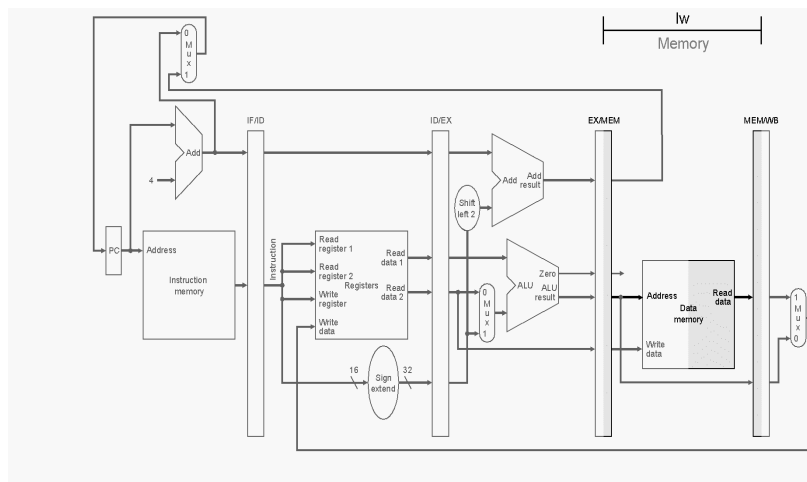 lw
Memory
0
M
u
x
1
IF/ID
ID/EX
EX/MEM
MEM/WB
Add
4
Add
Add
result
Shift
left 2
PC
Address
Instruction
memory
Instruction
Read
register 1
Read
register 2
Write
register
Write
data
Registers
Read
data 1
Read
data 2
0
M
u
x
1
Zero
ALU
ALU
result
Address
Read
data
Data
memory
Write
data
1
M
u
x
0
16
Sign
extend
32